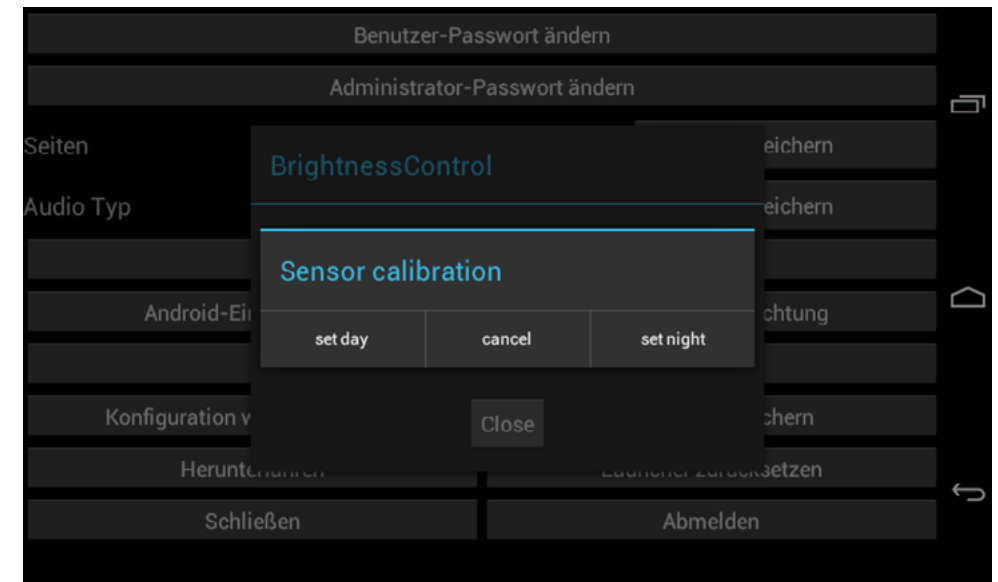 Benutzer-Passwort ändern
Administrator-Passwort ändern
Seiten
eichern
BrightnessControl
Audio Typ
eichern
Sensor calibration
Android-Ei
chtung
set day
cancel
set night
Konfiguration
Close
chern
Schließen
Abmelden